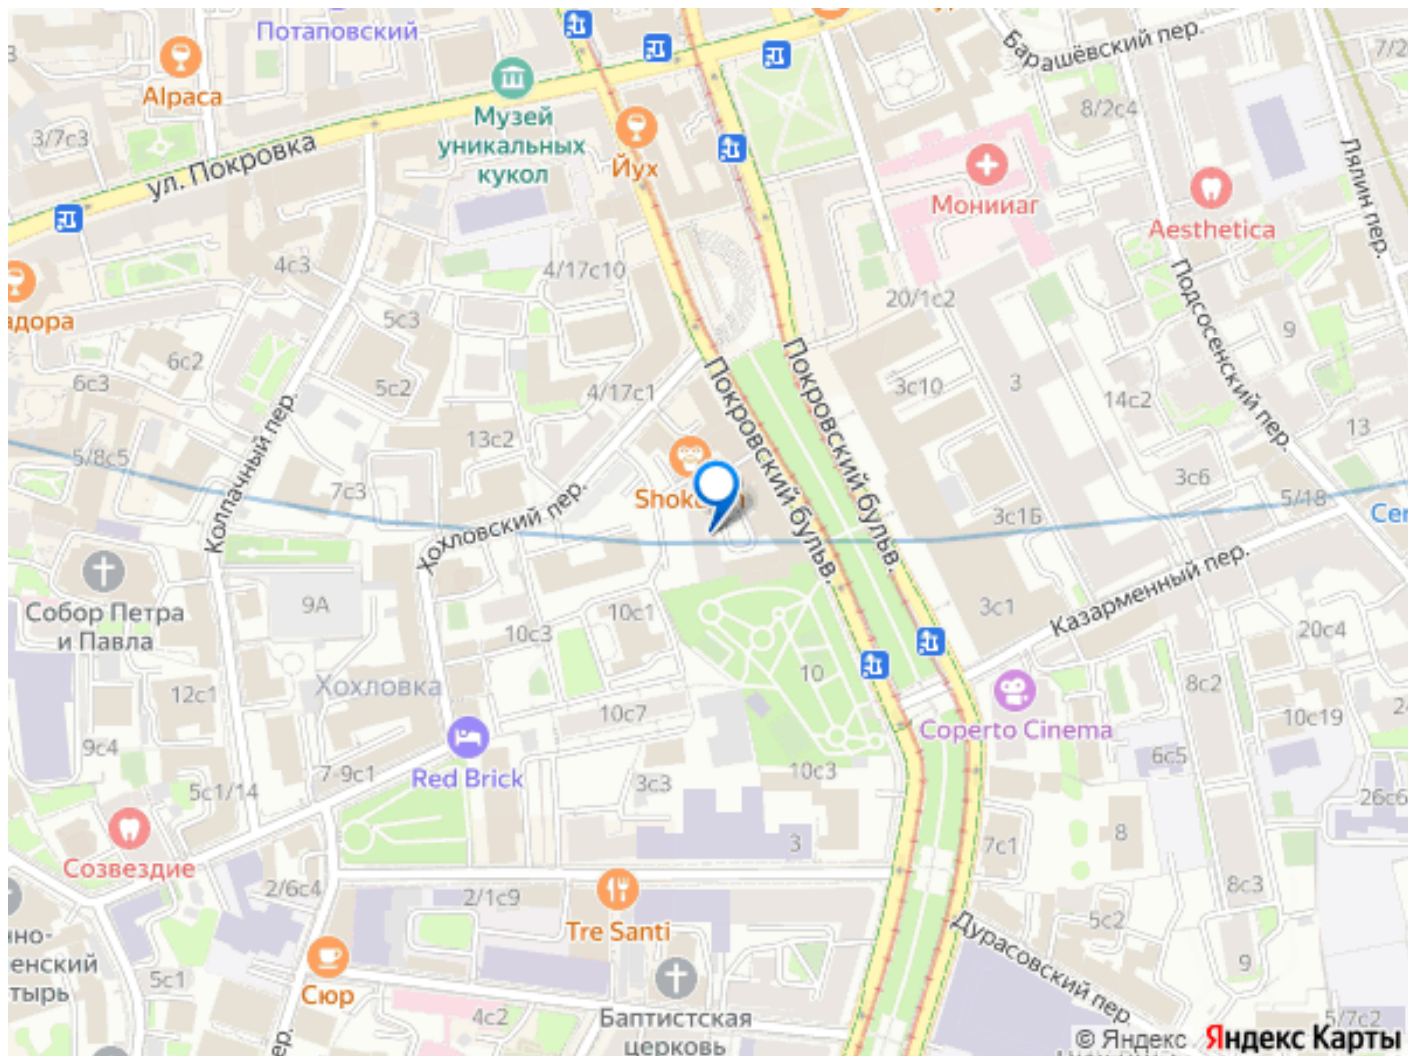 Потаповский
Барашёвский пер.
7/2
Alpaca
Музей
уникальных
кукол
Йух
8/2с4
3/7с3
ул. Покровка
Мониииаг
Aesthetica
Лялин пер.
4с3
4/17с10
20/1с2
адора
5с3
6с2
6с3
5с2
4/17с1
Покровский бульв.
Покровский бульв.
3с10
3
14с2
9
Подсосенский пер.
13
13с2
5/8с5
Колпачный пер.
7с3
Хохловский пер.
3с6
5/18
3с1Б
Cer
Собор Петра
и Павла
9А
10с1
10с3
3с1
Казарменный пер.
20с4
10
12с1
Хохловка
8с2
10с19
10с7
Coperto Cinema
9с4
7-9с1
Red Brick
10с3
6с5
5с1/14
3с3
26с6
Созвездие
3
7с1
8
2/6с4
2/1с9
8с3
Tre Santi
5с2
Дурасовский пер.
нно-
енский
тырь
5с1
9
Сюр
4с2
Баптистская
церковь
5/7с2
пер.
© Яндекс Яндекс Карты